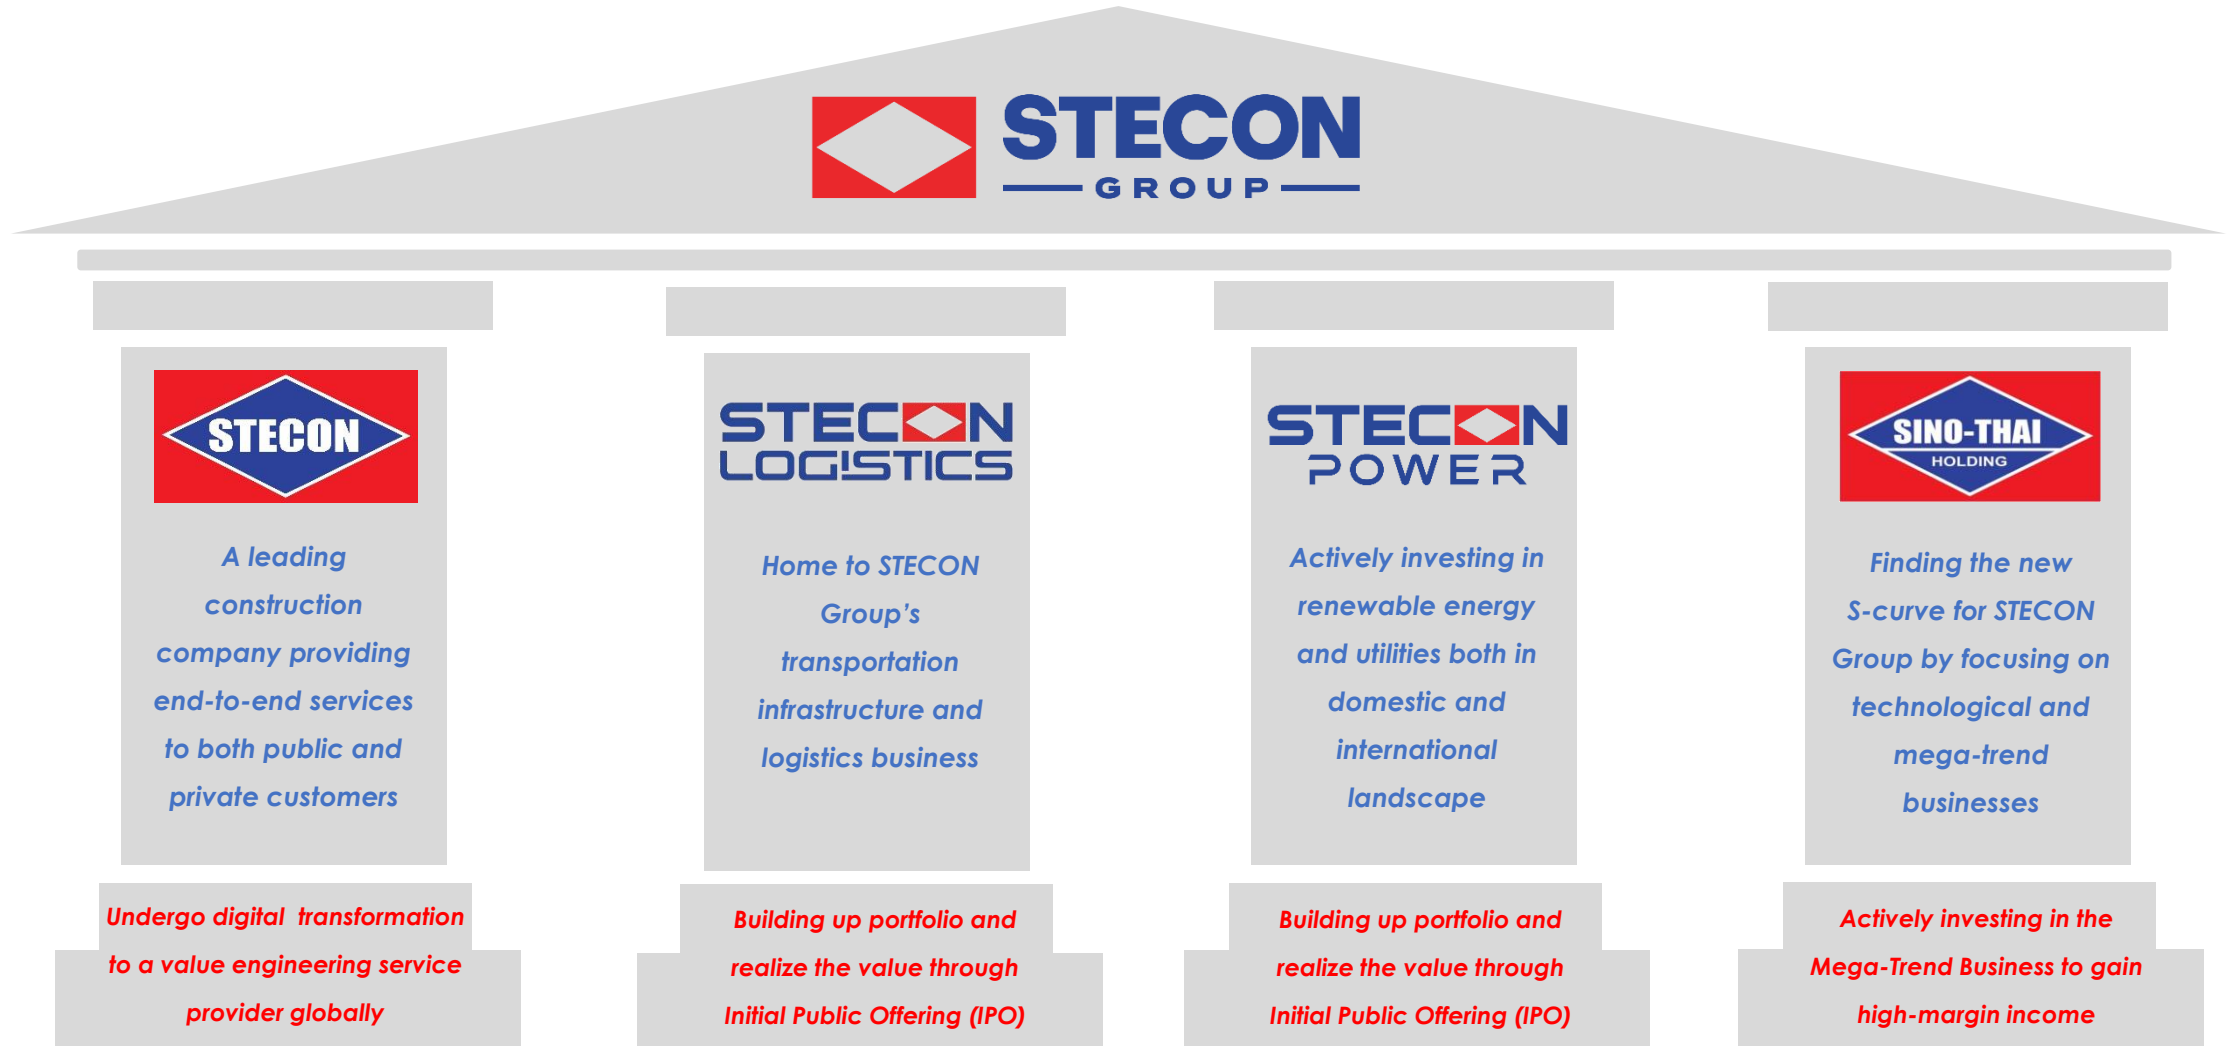 STECON
GROUP
STECON
A leading
construction
company providing
end-to-end services
to both public and
private customers
Undergo digital transformation
to a value engineering service
provider globally
STECON
LOGISTICS
Home to STECON
Group's
transportation
infrastructure and
logistics business
Building up portfolio and
realize the value through
Initial Public Offering (IPO)
STECON
POWER
Actively investing in
renewable energy
and utilities both in
domestic and
international
landscape
Building up portfolio and
realize the value through
Initial Public Offering (IPO)
SINO-THAI
HOLDING
Finding the new
S-curve for STECON
Group by focusing on
technological and
mega-trend
businesses
Actively investing in the
Mega-Trend Business to gain
high-margin income